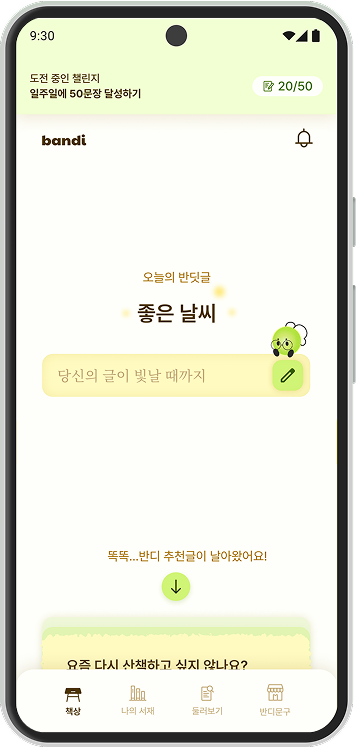 9:30
도전 중인 챌린지
일주일에 50문장 달성하기
20/50
bandi
오늘의 반딧글
좋은 날씨
당신의 글이 빛날 때까지
똑똑...반디 추천글이 날아왔어요!
요즘 다시 산책하고 싶지 않나요?
책상
나의 서재
둘러보기
반디문구